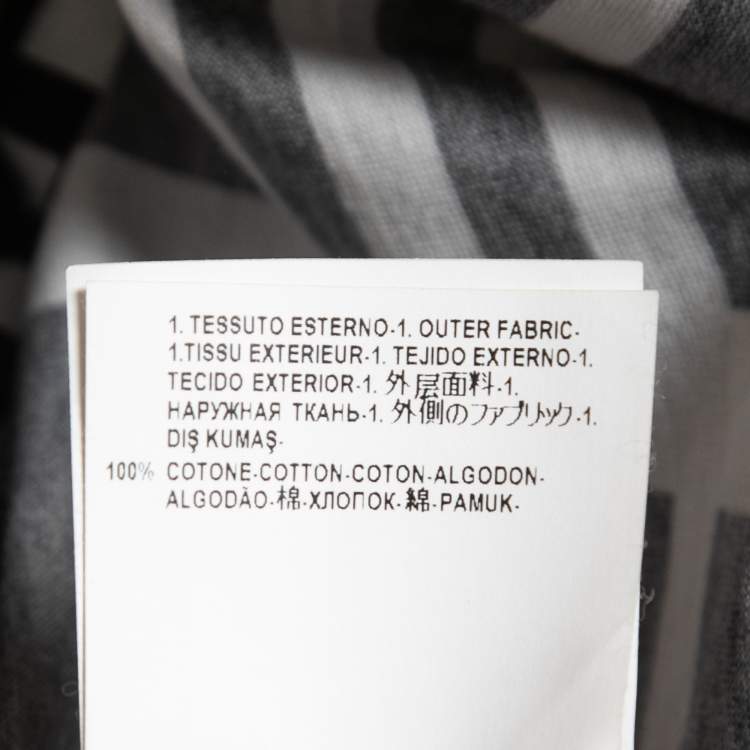 1. TESSUTO ESTERNO-1. OUTER FABRIC-
1.TISSU EXTERIEUR-1. TEJIDO EXTERNO-1.
TECIDO EXTERIOR-1. 外层面料-1.
НАРУЖНАЯ ТКАНЬ-1. 外側のファブリック-1.
DIŞ KUMAŞ-
100% COTONE-COTTON-COTON-ALGODON-
ALGODÃO-棉-ХЛОПОК-綿-PAMUK-